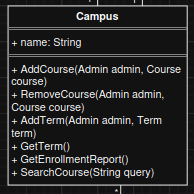 Campus
+ name: String
+ AddCourse(Admin admin, Course
course)
+ RemoveCourse(Admin admin,
Course course)
+ AddTerm(Admin admin, Term
term)
+ GetTerm()
+ GetEnrollmentReport()
+ SearchCourse(String query)
*